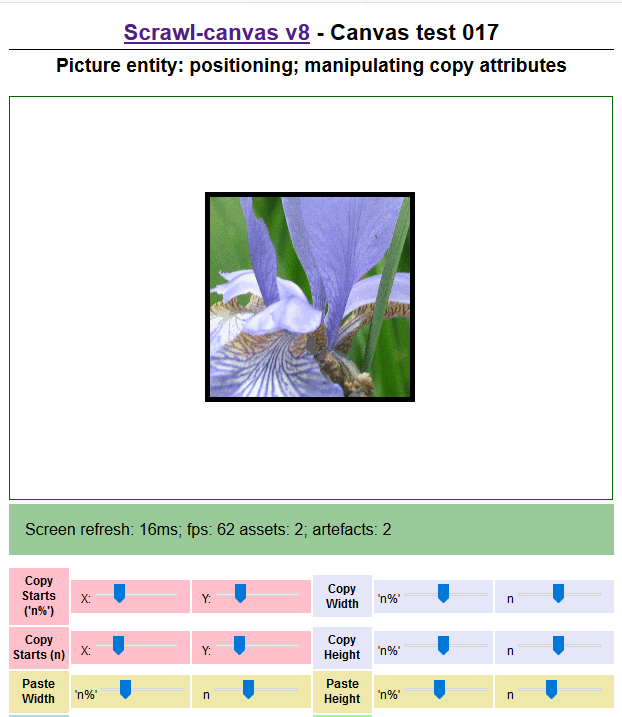 Scrawl-canvas v8 - Canvas test 017
Picture entity: positioning; manipulating copy attributes
Screen refresh: 16ms; fps: 62 assets: 2; artefacts: 2
Copy
Starts
('n%')
X:
Y:
Copy
Width
'n%'
n
Copy
Starts (n)
X:
Y:
Copy
Height
'n%'
n
Paste
Width
'n%'
n
Paste
Height
'n%'
n